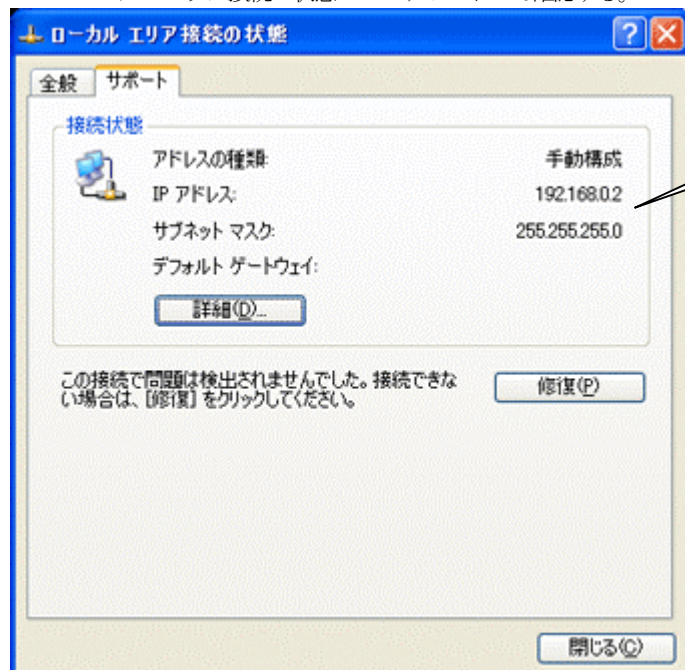 ローカル エリア接続の状態
全般 サポート
接続状態
アドレスの種類: 手動構成
IP アドレス: 192.168.0.2
サブネット マスク: 255.255.255.0
デフォルト ゲートウェイ:
詳細(D)...
この接続で問題は検出されませんでした。接続できな
い場合は、[修復] をクリックしてください。
修復(P)
閉じる(C)